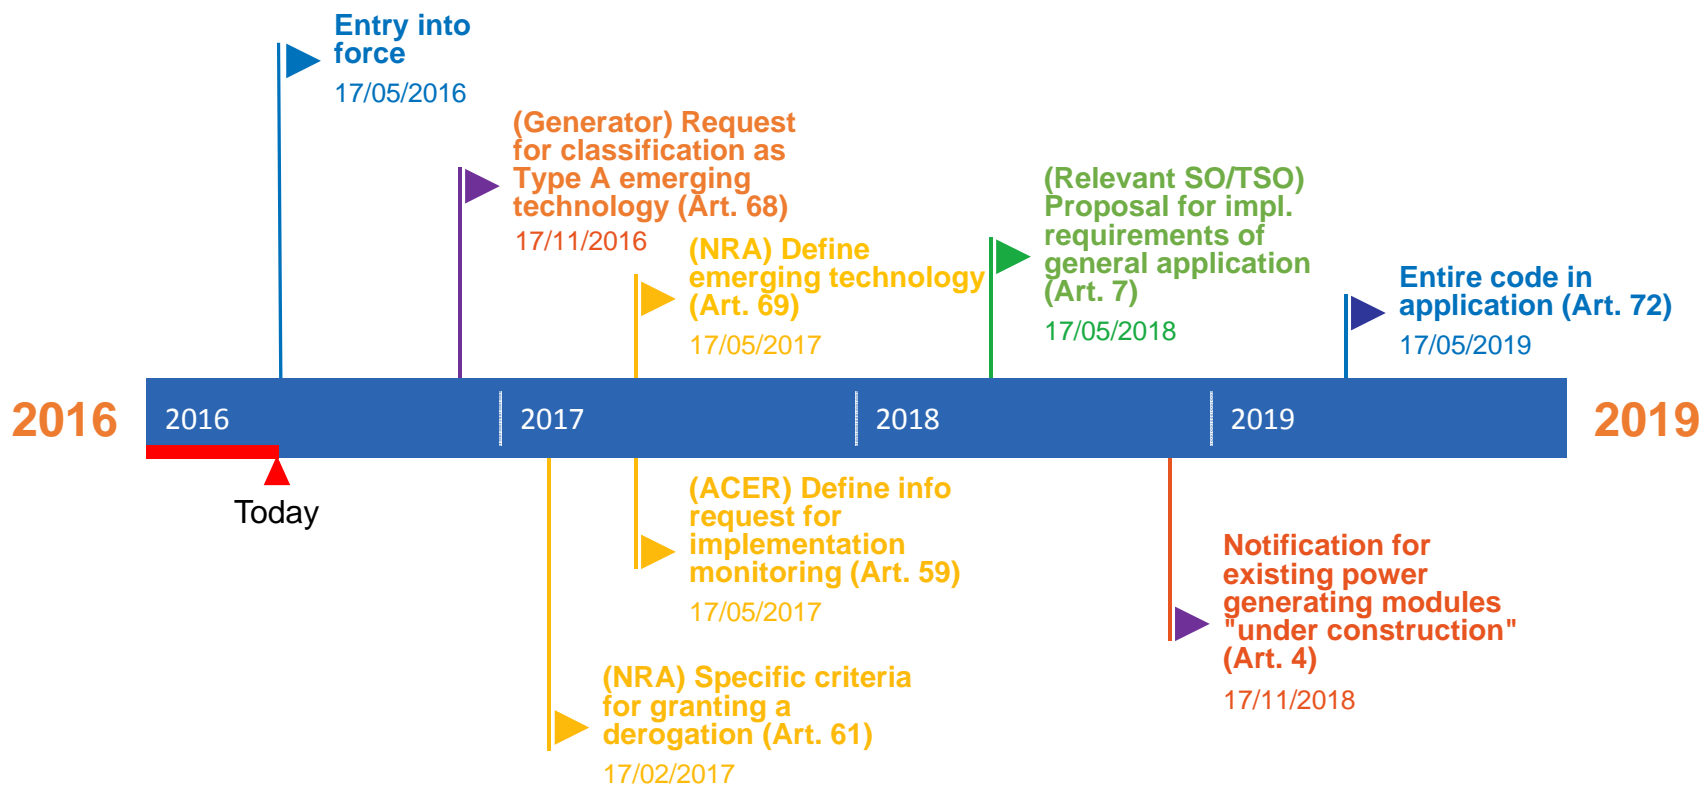 Entry into
force
17/05/2016
(Generator) Request
for classification as
Type A emerging
technology (Art. 68)
17/11/2016
(NRA) Define
emerging technology
(Art. 69)
17/05/2017
(Relevant SO/TSO)
Proposal for impl.
requirements of
general application
(Art. 7)
17/05/2018
Entire code in
application (Art. 72)
17/05/2019
2016
2016
2017
2018
2019
2019
Today
(ACER) Define info
request for
implementation
monitoring (Art. 59)
17/05/2017
(NRA) Specific criteria
for granting a
derogation (Art. 61)
17/02/2017
Notification for
existing power
generating modules
"under construction"
(Art. 4)
17/11/2018